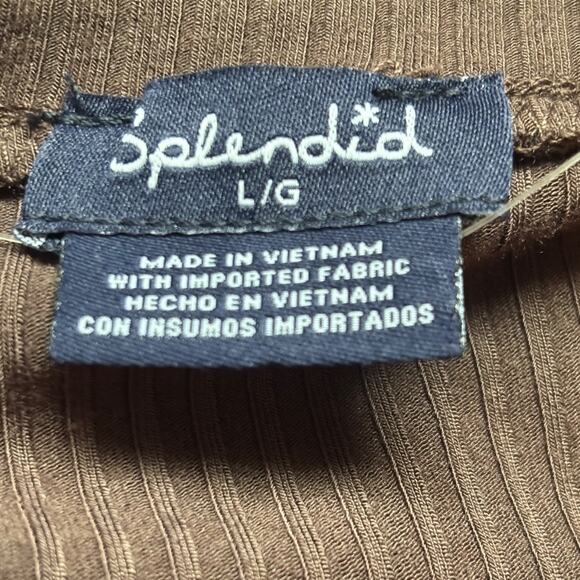 Splendid
L/G
MADE IN VIETNAM
WITH IMPORTED FABRIC
HECHO EN VIETNAM
CON INSUMOS IMPORTADOS